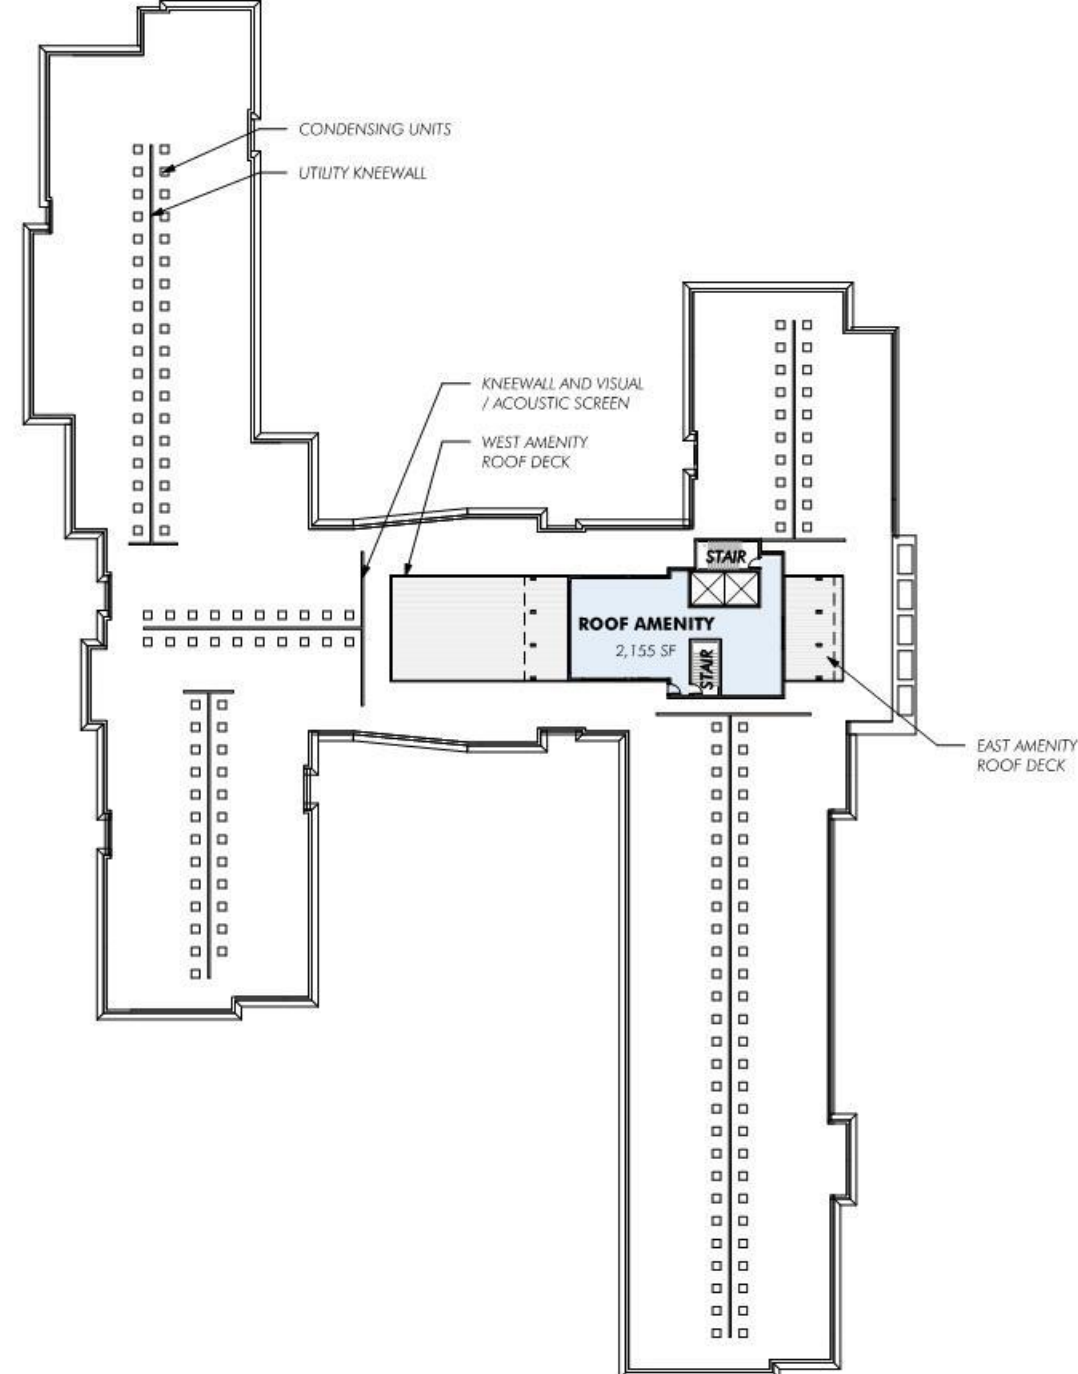 CONDENSING UNITS
UTILITY KNEEWALL
KNEEWALL AND VISUAL
/ ACOUSTIC SCREEN
WEST AMENITY
ROOF DECK
STAIR
ROOF AMENITY
2,155 SF
STAIR
EAST AMENITY
ROOF DECK